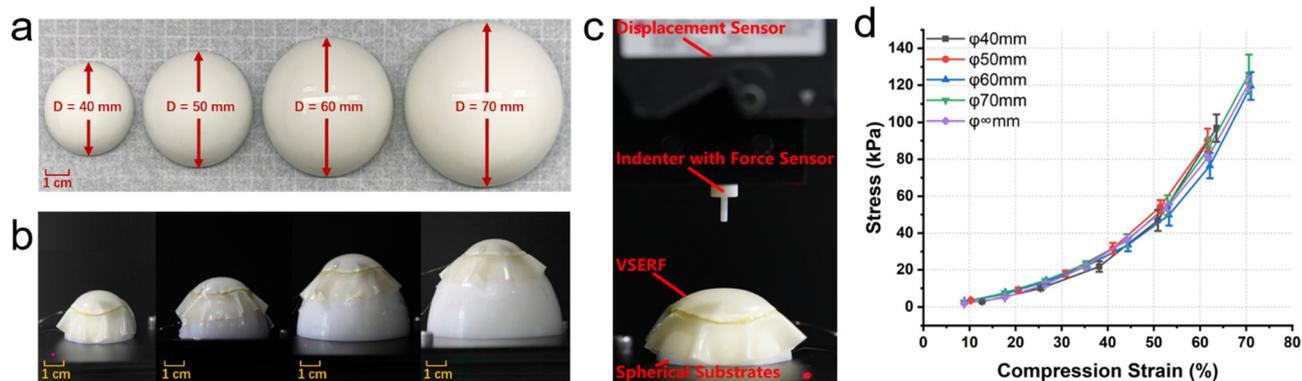 a
D = 40 mm
D = 50 mm
D = 60 mm
D = 70 mm
1 cm
b
1 cm
1 cm
1 cm
1 cm
c
Displacement Sensor
Indenter with Force Sensor
VSERF
Spherical Substrates
d
φ40mm
φ50mm
φ60mm
φ70mm
φ∞mm
140
120
100
80
60
40
20
0
Stress (kPa)
0 10 20 30 40 50 60 70 80
Compression Strain (%)